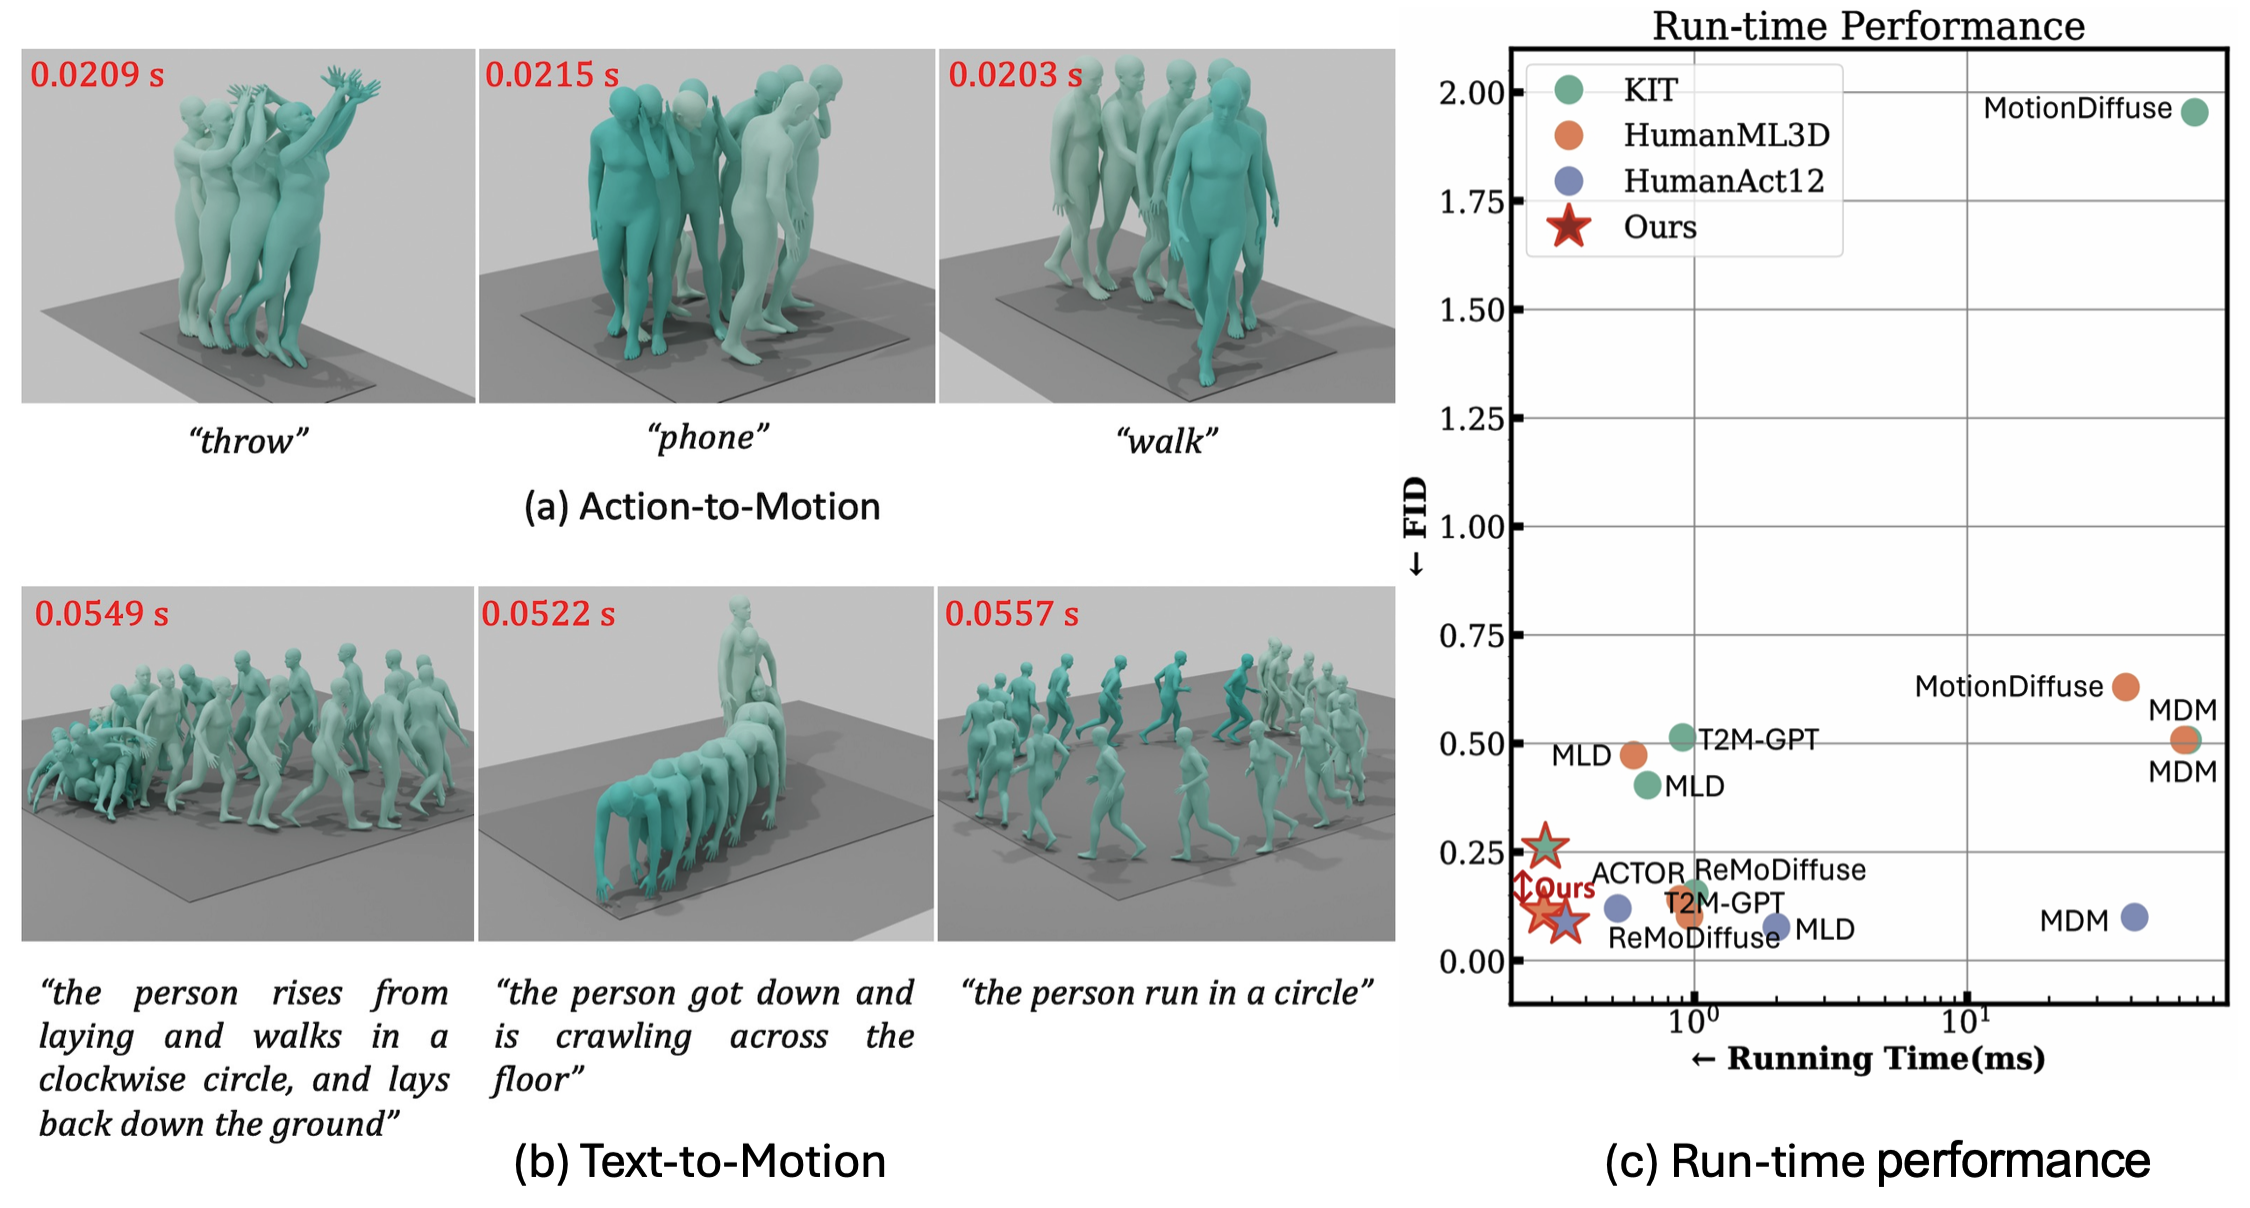 0.0209 s
0.0215 s
0.0203 s
“throw”
“phone”
“walk”
(a) Action-to-Motion
0.0549 s
0.0522 s
0.0557 s
“the person rises from
laying and walks in a
clockwise circle, and lays
back down the ground”
“the person got down and
is crawling across the
floor”
“the person run in a circle”
(b) Text-to-Motion
Run-time Performance
KIT
HumanML3D
HumanAct12
Ours
← FID
2.00
1.75
1.50
1.25
1.00
0.75
0.50
0.25
0.00
MotionDiffuse
MotionDiffuse
MDM
T2M-GPT
MLD
MDM
MLD
ACTOR
ReMoDiffuse
Ours
T2M-GPT
MDM
MLD
ReMoDiffuse
10⁰
10¹
← Running Time(ms)
(c) Run-time performance